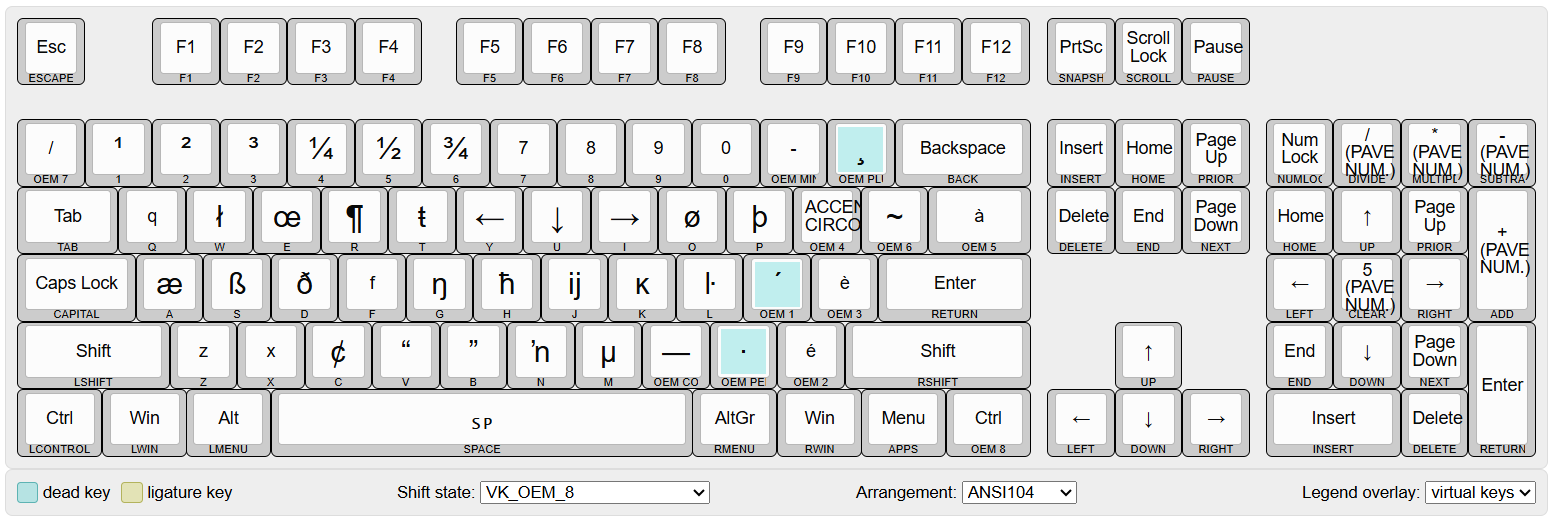 Esc F1 F2 F3 F4 F5 F6 F7 F8 F9 F10 F11 F12 PrtSc Scroll Lock Pause
ESCAPE F1 F2 F3 F4 F5 F6 F7 F8 F9 F10 F11 F12 SNAPSH SCROLL PAUSE
/ ¹ ² ³ ¼ ½ ¾ 7 8 9 0 - ¸ Backspace Insert Home Page Up Num Lock / (PAVE NUM.) * (PAVE NUM.) - (PAVE NUM.)
OEM 7 1 2 3 4 5 6 7 8 9 0 OEM MIN OEM PLU BACK INSERT HOME PRIOR NUMLOC DIVIDE MULTIPL SUBTRA
Tab q ł œ ¶ ŧ ← ↓ → ø þ ACCEN CIRCO ~ à Delete End Page Down Home ↑ Page Up + (PAVE NUM.)
TAB Q W E R T Y U I O P OEM 4 OEM 6 OEM 5 DELETE END NEXT HOME UP PRIOR
Caps Lock æ ß ð f ŋ ħ ij ĸ ŀ ´ è Enter ← 5 (PAVE NUM.) →
CAPITAL A S D F G H J K L OEM 1 OEM 3 RETURN LEFT CLEAR RIGHT ADD
Shift z x ¢ “ ” ŉ µ — · é Shift ↑ End ↓ Page Down Enter
LSHIFT Z X C V B N M OEM CO OEM PE OEM 2 RSHIFT UP END DOWN NEXT
Ctrl Win Alt SP AltGr Win Menu Ctrl ← ↓ → Insert Delete
LCONTROL LWIN LMENU SPACE RMENU RWIN APPS OEM 8 LEFT DOWN RIGHT INSERT DELETE RETURN
dead key ligature key Shift state: VK_OEM_8 Arrangement: ANSI104 Legend overlay: virtual keys